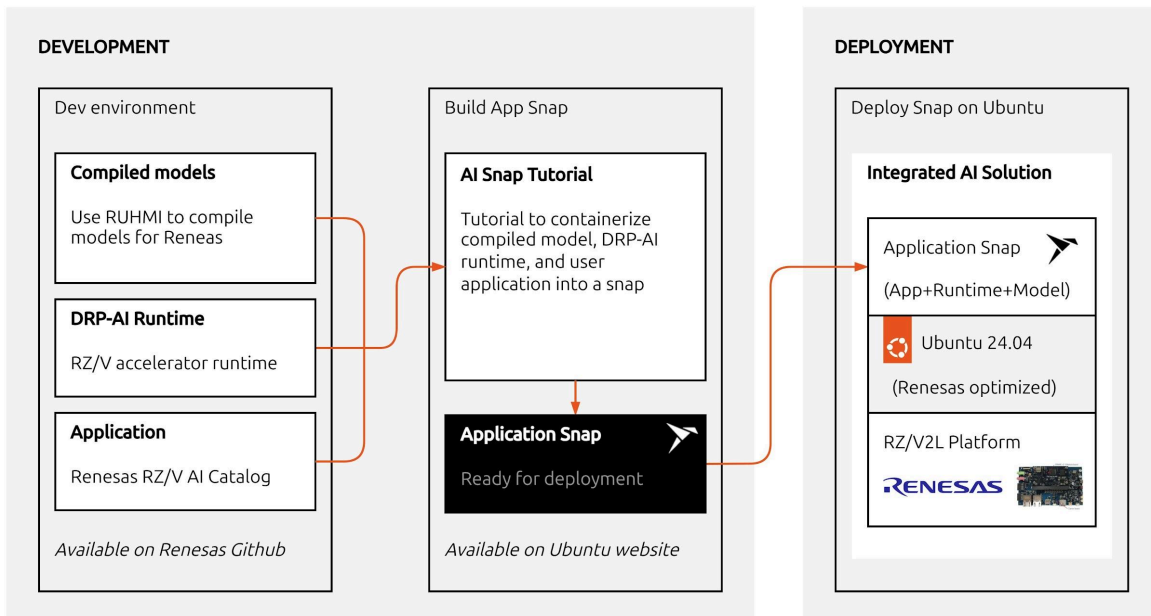 DEVELOPMENT
Dev environment
Compiled models
Use RUHMI to compile
models for Reneas
DRP-AI Runtime
RZ/V accelerator runtime
Application
Renesas RZ/V AI Catalog
Available on Renesas Github
Build App Snap
AI Snap Tutorial
Tutorial to containerize
compiled model, DRP-AI
runtime, and user
application into a snap
Application Snap
Ready for deployment
Available on Ubuntu website
DEPLOYMENT
Deploy Snap on Ubuntu
Integrated AI Solution
Application Snap
(App+Runtime+Model)
Ubuntu 24.04
(Renesas optimized)
RZ/V2L Platform
RENESAS